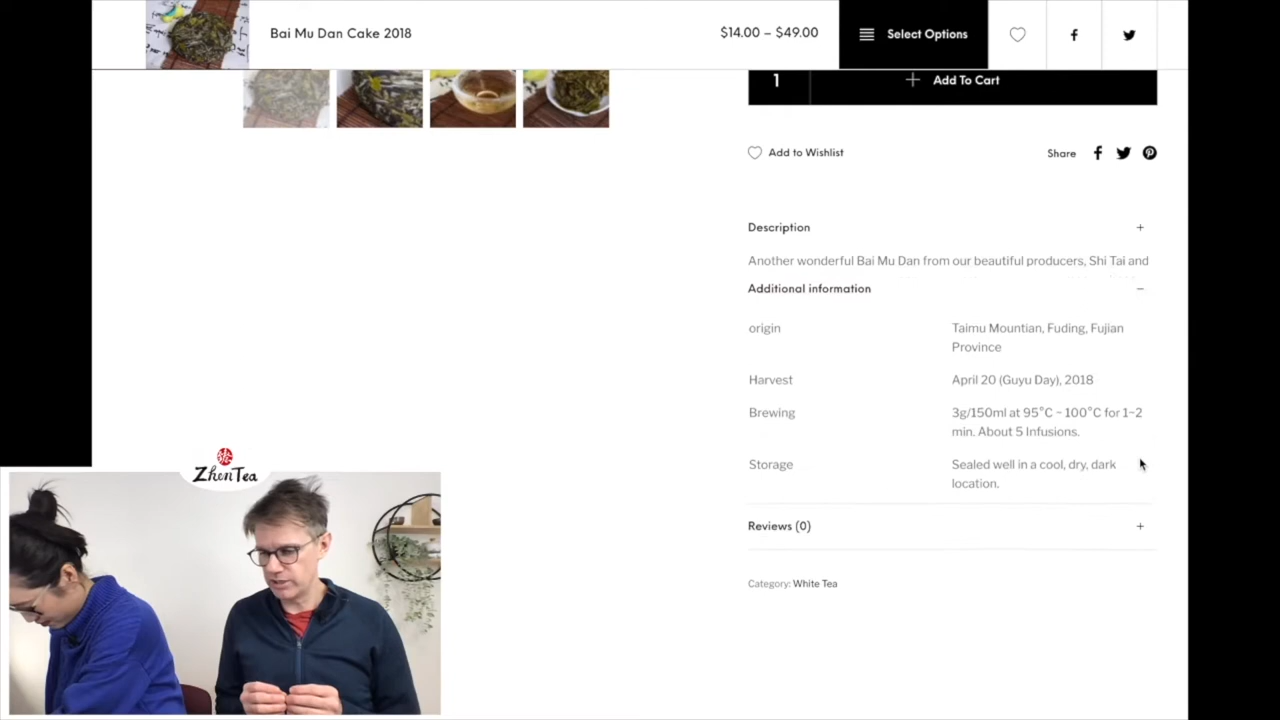 Bai Mu Dan Cake 2018
$14.00 – $49.00
Select Options
1
Add To Cart
Add to Wishlist
Share
Description +
Another wonderful Bai Mu Dan from our beautiful producers, Shi Tai and
Additional information −
origin
Taimu Mountian, Fuding, Fujian
Province
Harvest
April 20 (Guyu Day), 2018
Brewing
3g/150ml at 95°C ~ 100°C for 1~2
min. About 5 Infusions.
Storage
Sealed well in a cool, dry, dark
location.
Reviews (0) +
Category: White Tea
ZhenTea